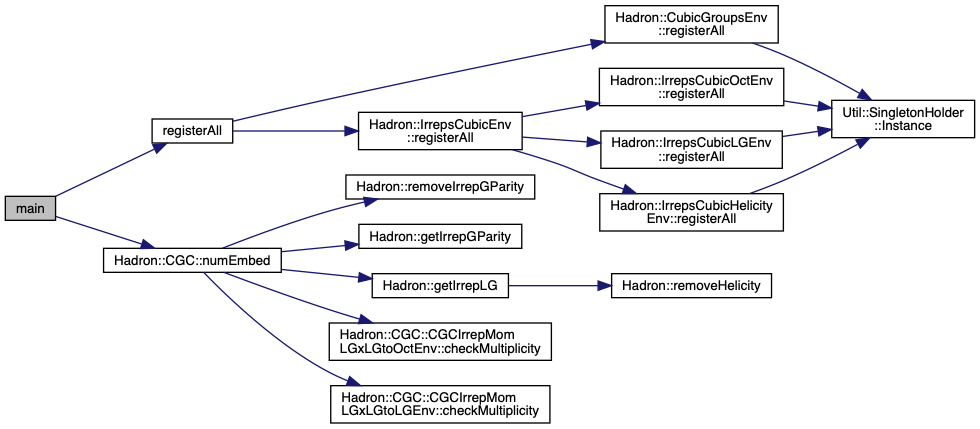 Hadron::CubicGroupsEnv
::registerAll
Hadron::IrrepsCubicOctEnv
::registerAll
Util::SingletonHolder
::Instance
registerAll
Hadron::IrrepsCubicEnv
::registerAll
Hadron::IrrepsCubicLGEnv
::registerAll
Hadron::removeIrrepGParity
Hadron::IrrepsCubicHelicity
Env::registerAll
main
Hadron::getIrrepGParity
Hadron::CGC::numEmbed
Hadron::getIrrepLG
Hadron::removeHelicity
Hadron::CGC::CGCIrrepMom
LGxLGtoOctEnv::checkMultiplicity
Hadron::CGC::CGCIrrepMom
LGxLGtoLGEnv::checkMultiplicity